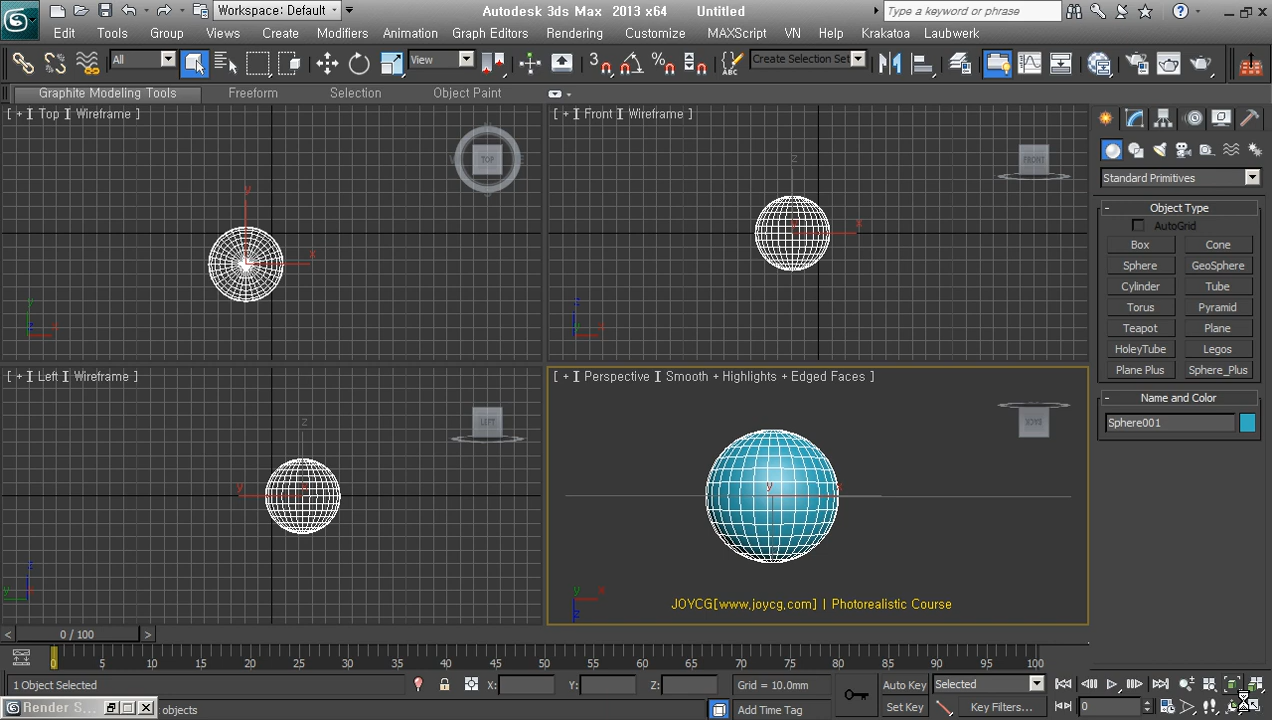 Workspace: Default
Autodesk 3ds Max 2013 x64 Untitled
Type a keyword or phrase
Edit Tools Group Views Create Modifiers Animation Graph Editors Rendering Customize MAXScript VN Help Krakatoa Laubwerk
All
View
Create Selection Set
Graphite Modeling Tools Freeform Selection Object Paint
[ + ] Top ] Wireframe ]
TOP
[ + ] Front ] Wireframe ]
FRONT
Standard Primitives
Object Type
AutoGrid
Box Cone
Sphere GeoSphere
Cylinder Tube
Torus Pyramid
Teapot Plane
HoleyTube Legos
Plane Plus Sphere_Plus
Name and Color
Sphere001
[ + ] Left ] Wireframe ]
LEFT
[ + ] Perspective ] Smooth + Highlights + Edged Faces ]
JOYCG[www.joycg.com] | Photorealistic Course
< 0 / 100 >
0 5 10 15 20 25 30 35 40 45 50 55 60 65 70 75 80 85 90 95 100
1 Object Selected
X: Y: Z:
Grid = 10.0mm
Auto Key
Selected
Render S...
objects
Add Time Tag
Set Key
Key Filters...
0